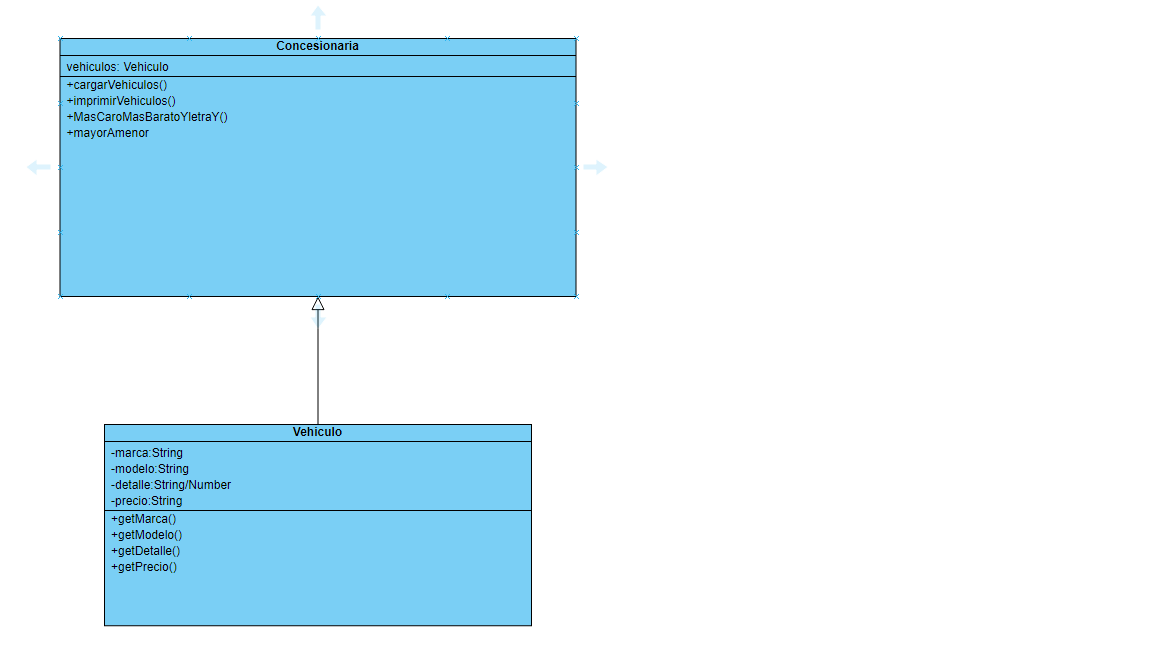 Concesionaria
vehiculos: Vehiculo
+cargarVehiculos()
+imprimirVehiculos()
+MasCaroMasBaratoYletraY()
+mayorAmenor
Vehiculo
-marca:String
-modelo:String
-detalle:String/Number
-precio:String
+getMarca()
+getModelo()
+getDetalle()
+getPrecio()